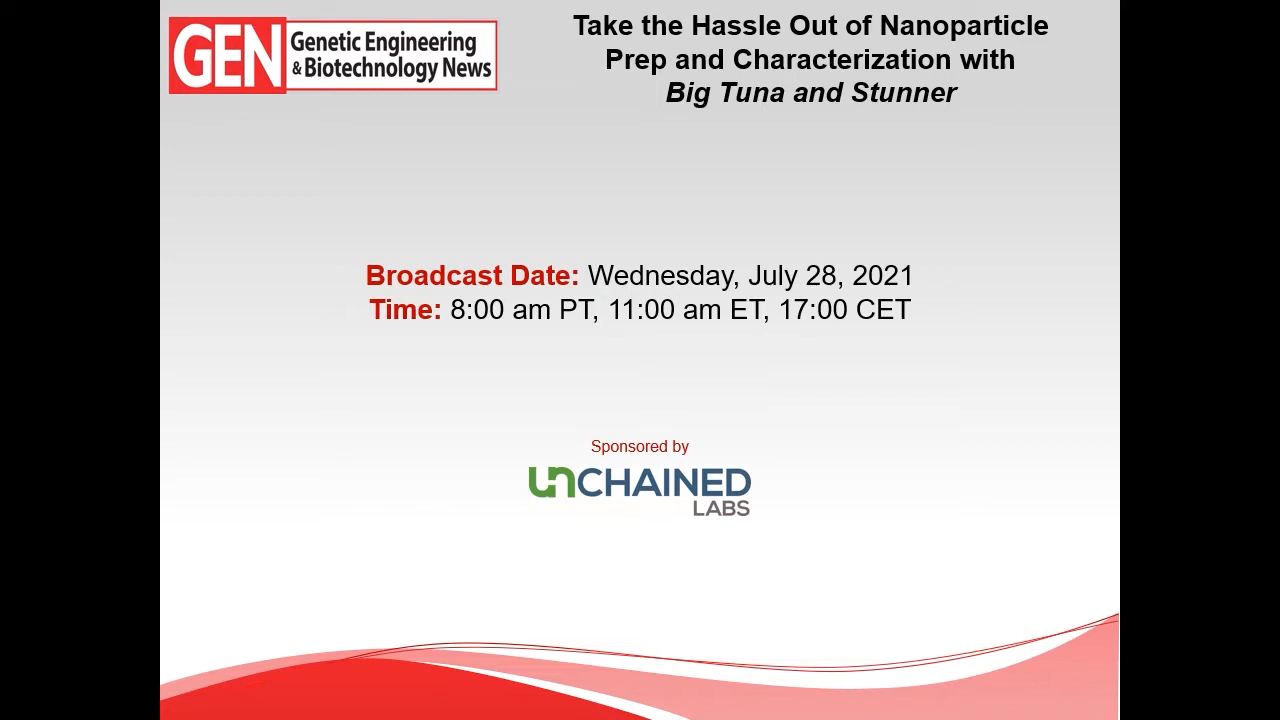 GEN Genetic Engineering
& Biotechnology News
Take the Hassle Out of Nanoparticle
Prep and Characterization with
Big Tuna and Stunner
Broadcast Date: Wednesday, July 28, 2021
Time: 8:00 am PT, 11:00 am ET, 17:00 CET
Sponsored by
UNCHAINED
LABS